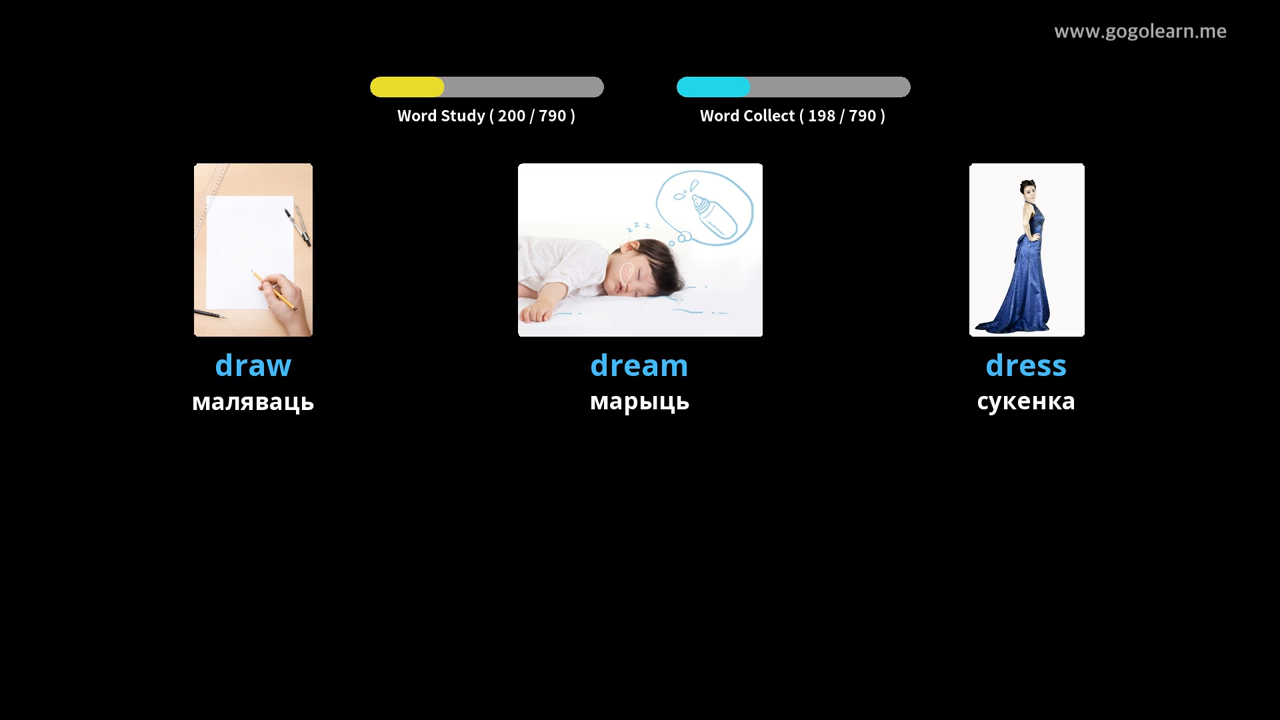 www.gogolearn.me
Word Study ( 200 / 790 )
Word Collect ( 198 / 790 )
draw
dream
dress
маляваць
марыць
сукенка